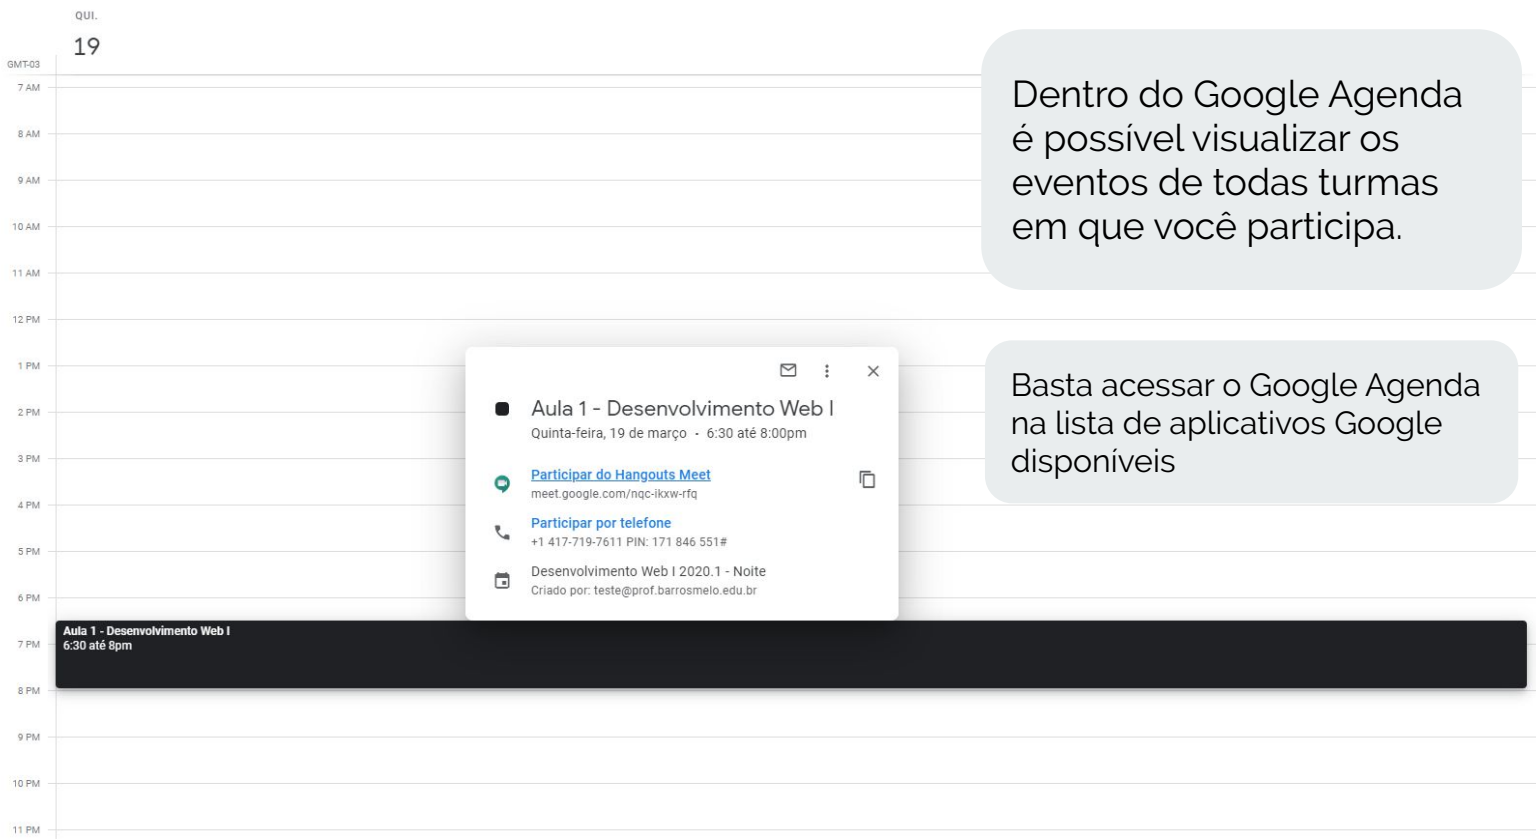 QUI.
19
GMT-03
7 AM
8 AM
9 AM
10 AM
11 AM
12 PM
1 PM
2 PM
3 PM
4 PM
5 PM
6 PM
7 PM
8 PM
9 PM
10 PM
11 PM
Aula 1 - Desenvolvimento Web I
Quinta-feira, 19 de março · 6:30 até 8:00pm
Participar do Hangouts Meet
meet.google.com/nqc-ikxw-rfq
Participar por telefone
+1 417-719-7611 PIN: 171 846 551#
Desenvolvimento Web I 2020.1 - Noite
Criado por: teste@prof.barrosmelo.edu.br
Aula 1 - Desenvolvimento Web I
6:30 até 8pm
Dentro do Google Agenda
é possível visualizar os
eventos de todas turmas
em que você participa.
Basta acessar o Google Agenda
na lista de aplicativos Google
disponíveis